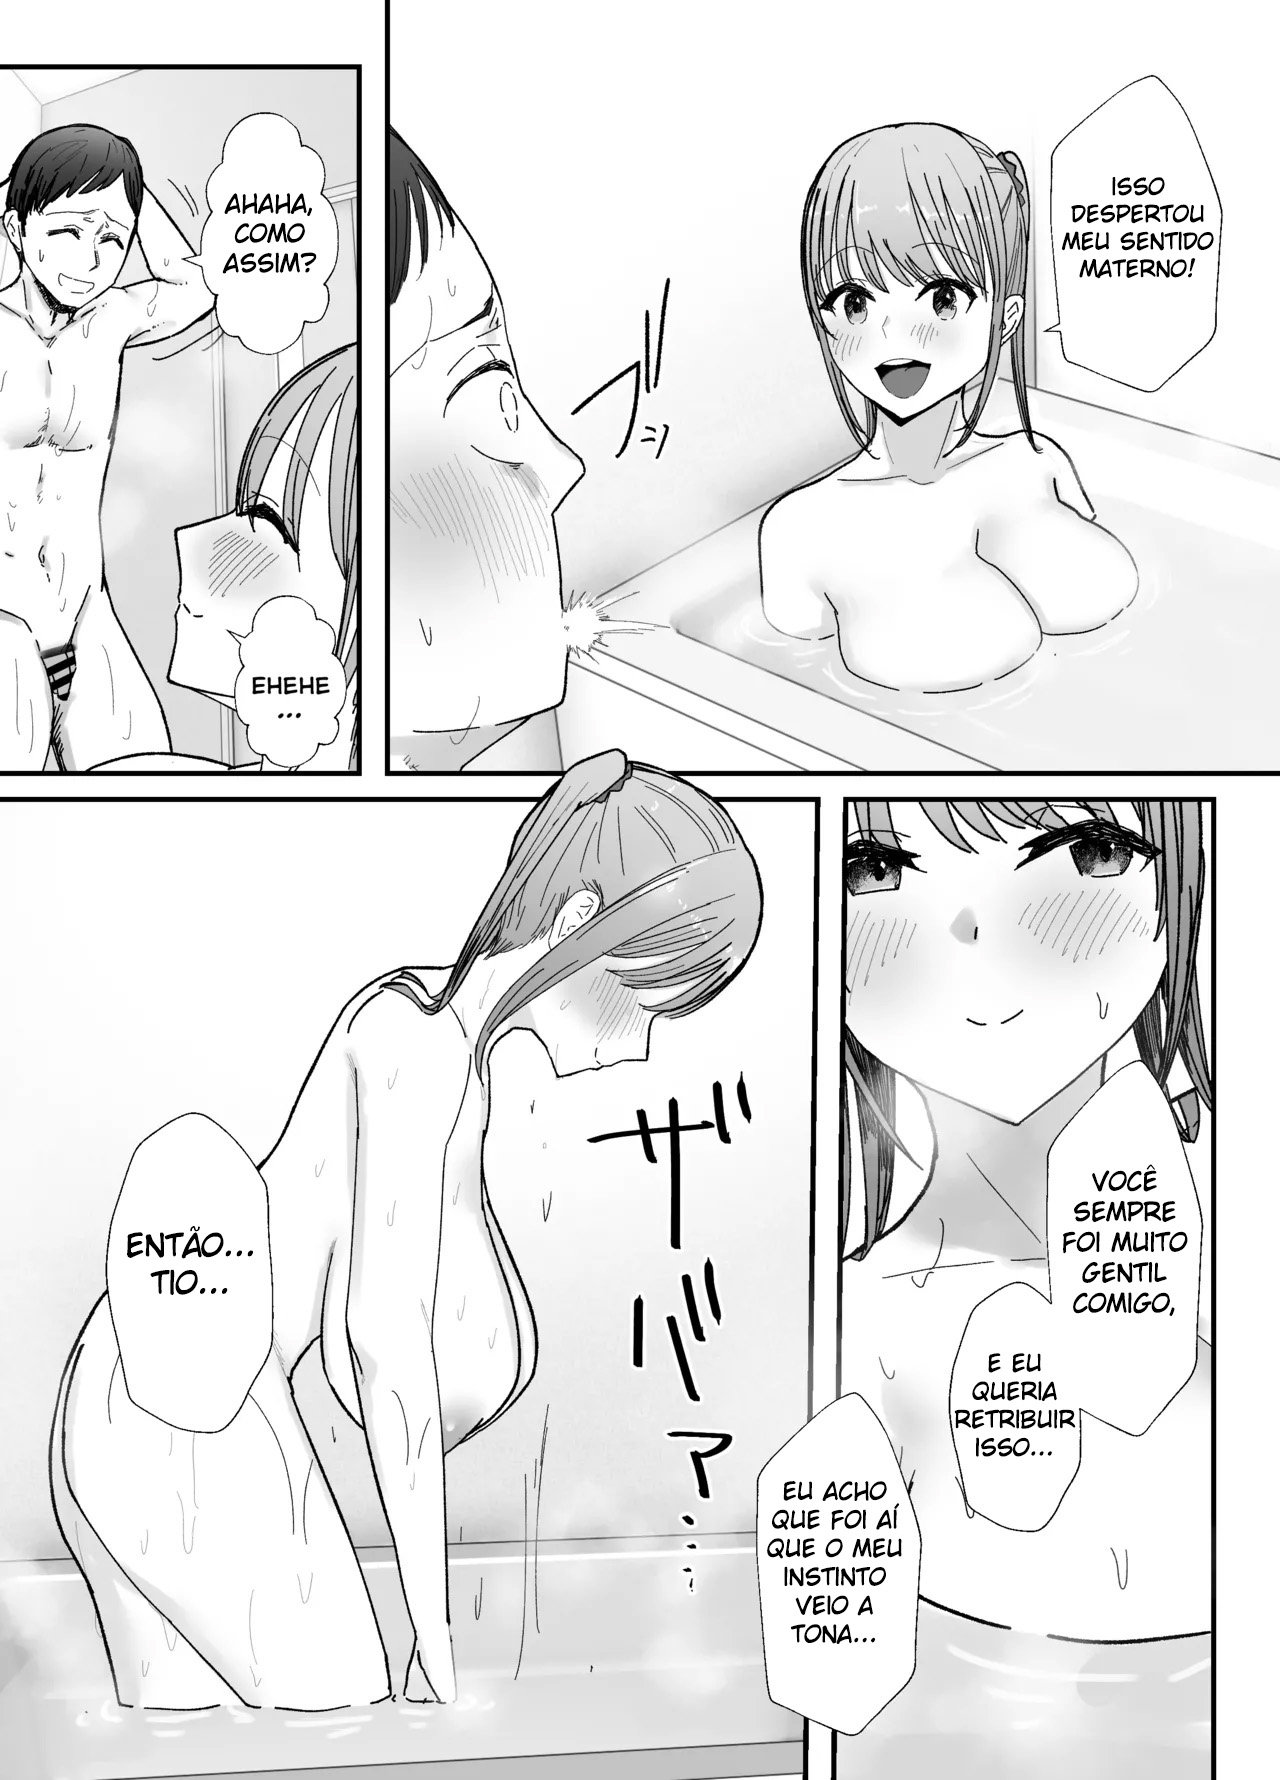 ISSO
DESPERTOU
MEU SENTIDO
MATERNO!
ブッ
AHAHA,
COMO
ASSIM?
EHEHE
...
VOCÊ
SEMPRE
FOI MUITO
GENTIL
COMIGO,
E EU
QUERIA
RETRIBUIR
ISSO...
EU ACHO
QUE FOI AÍ
QUE O MEU
INSTINTO
VEIO A
TONA...
ザバァ…
ENTÃO...
TIO...